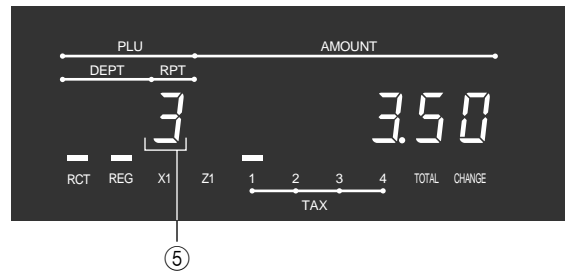 PLU AMOUNT
DEPT RPT
3 3.50
RCT REG X1 Z1 1 2 3 4 TOTAL CHANGE
TAX
⑤